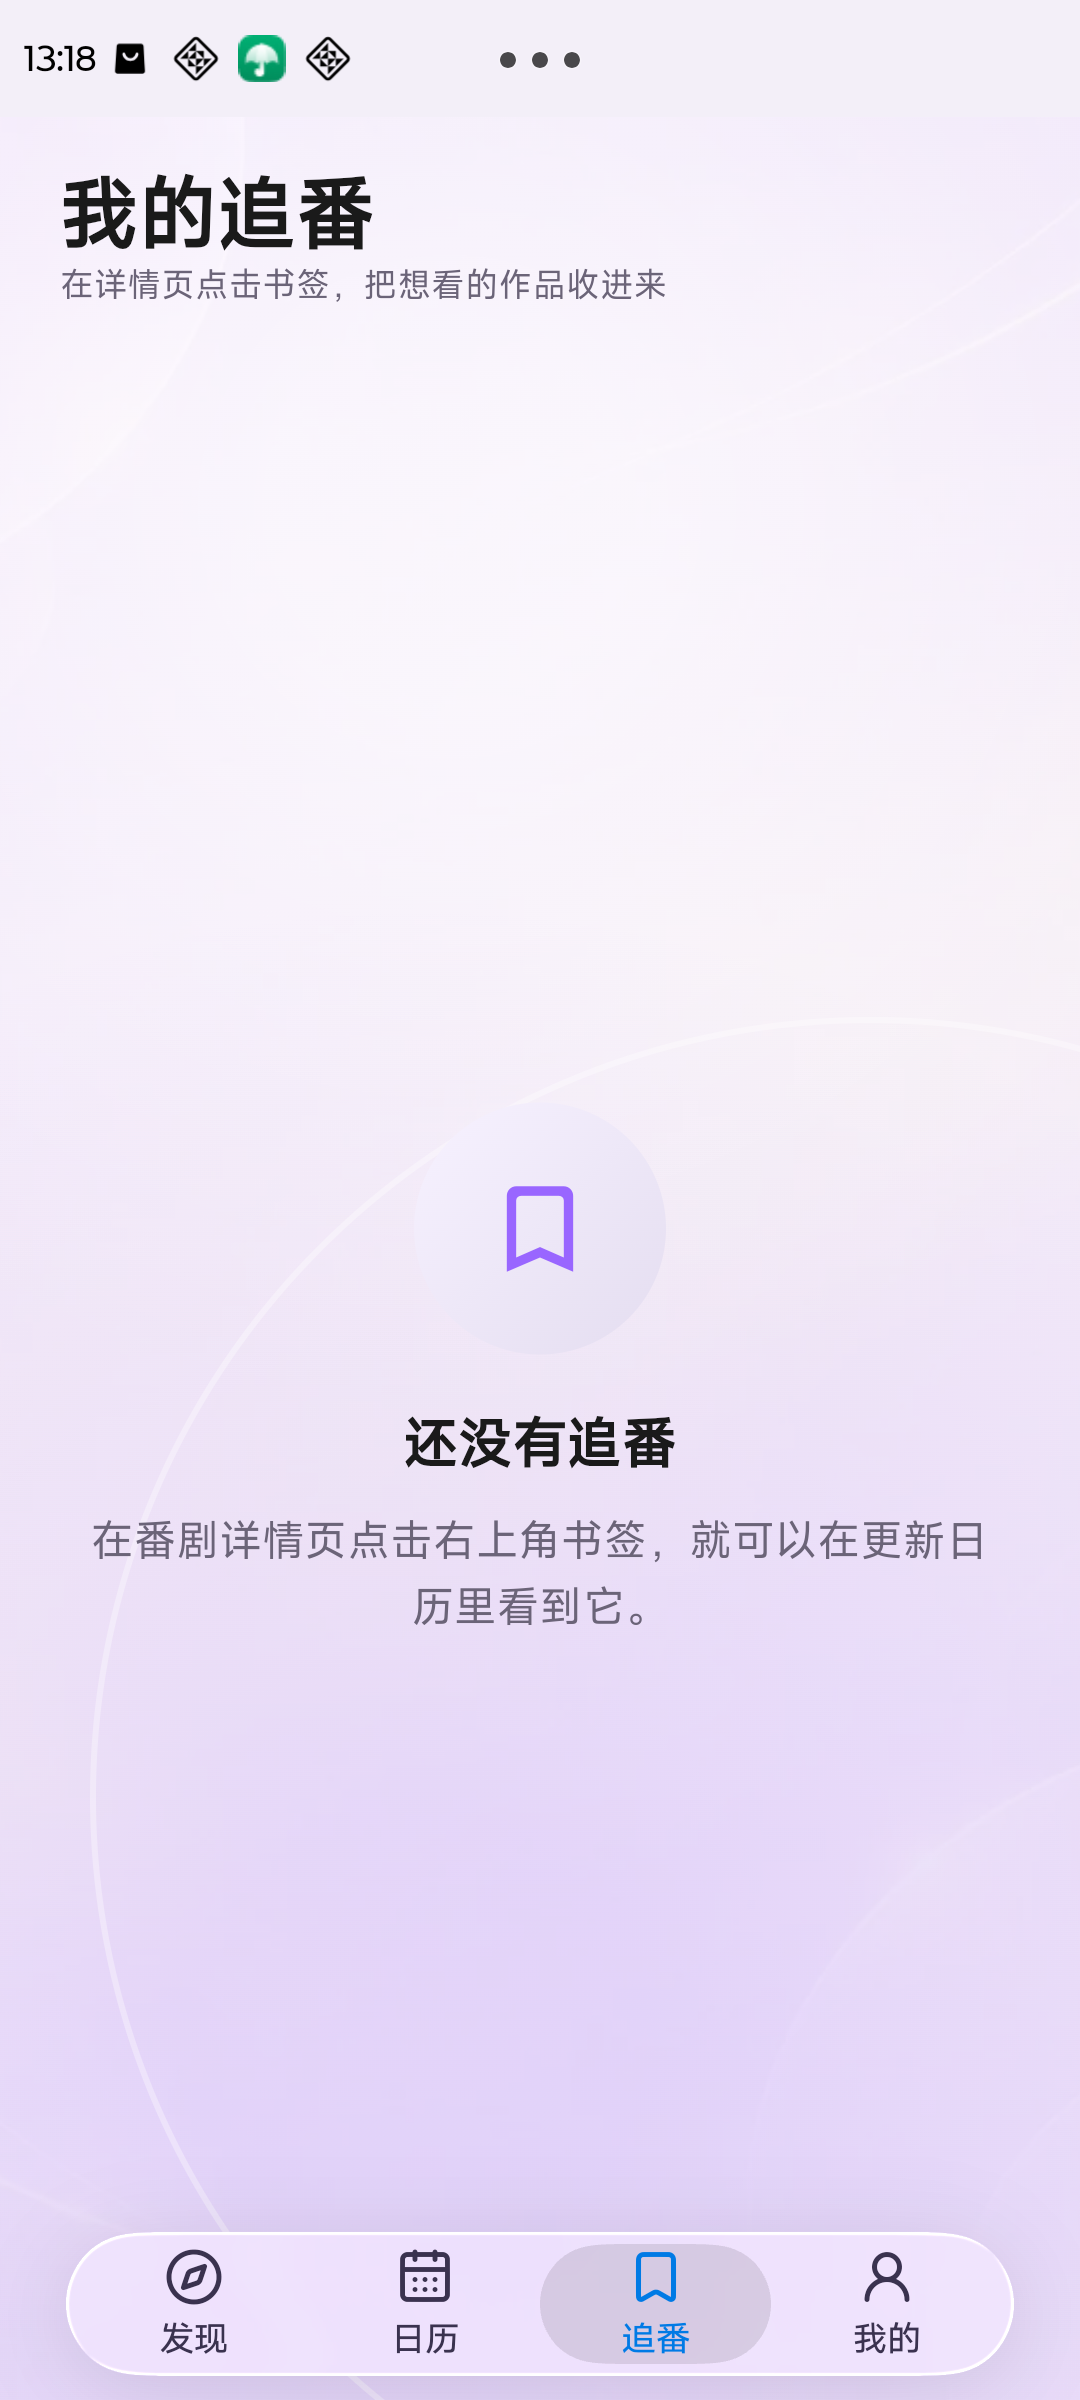 13:18
我的追番
在详情页点击书签，把想看的作品收进来
还没有追番
在番剧详情页点击右上角书签，就可以在更新日
历里看到它。
发现
日历
追番
我的